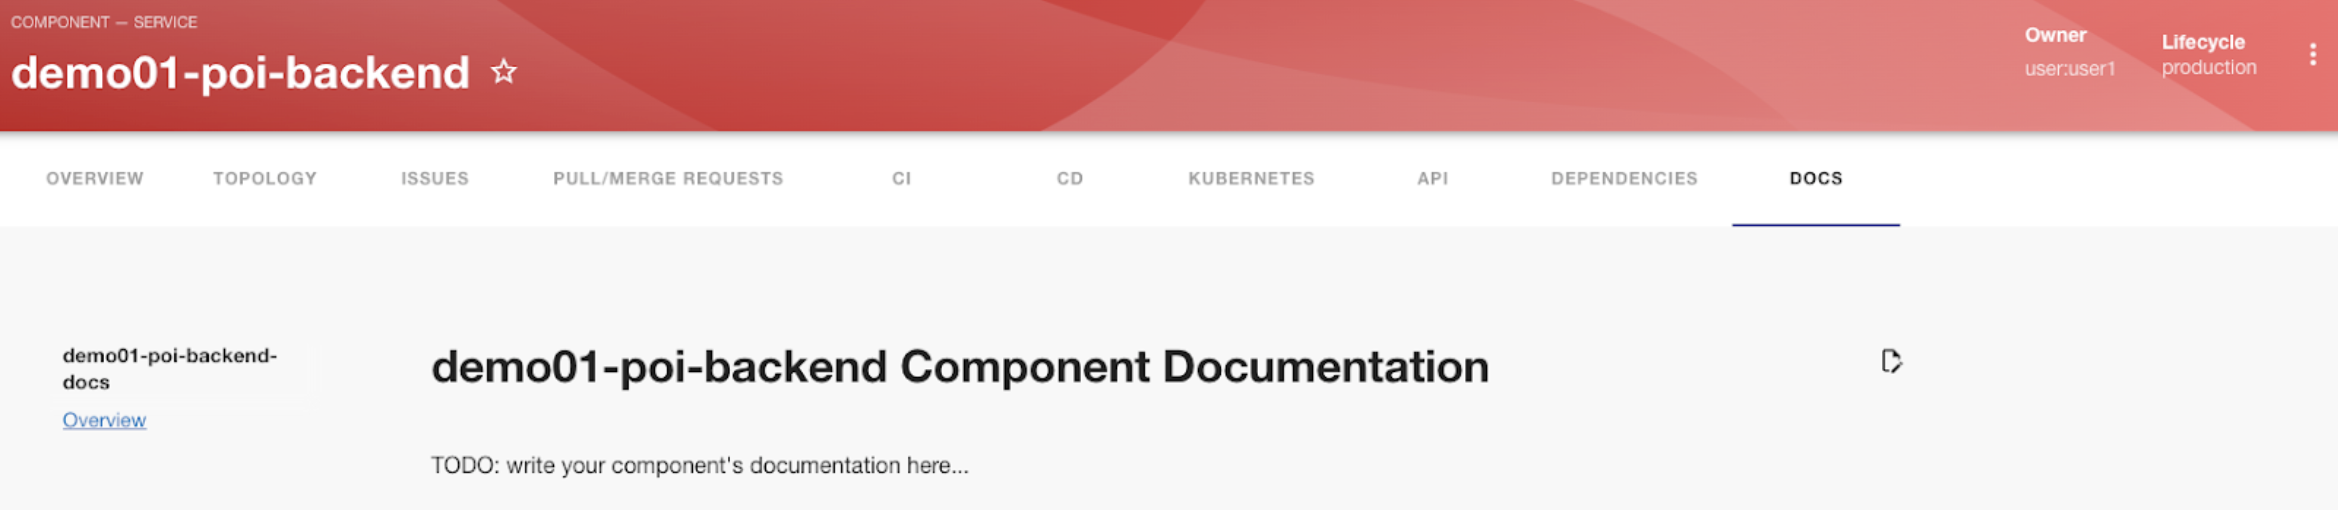 COMPONENT — SERVICE
demo01-poi-backend
Owner
user:user1
Lifecycle
production
OVERVIEW TOPOLOGY ISSUES PULL/MERGE REQUESTS CI CD KUBERNETES API DEPENDENCIES DOCS
demo01-poi-backend-
docs
Overview
demo01-poi-backend Component Documentation
TODO: write your component's documentation here...